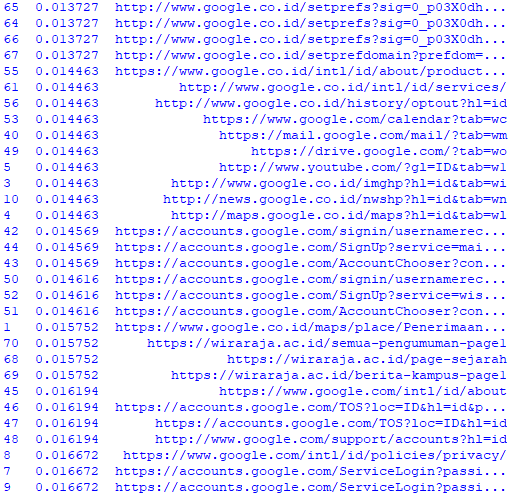 65 0.013727 http://www.google.co.id/setprefs?sig=0_p03X0dh...
64 0.013727 http://www.google.co.id/setprefs?sig=0_p03X0dh...
66 0.013727 http://www.google.co.id/setprefs?sig=0_p03X0dh...
67 0.013727 http://www.google.co.id/setprefdomain?prefdom=...
55 0.014463 https://www.google.co.id/intl/id/about/product...
61 0.014463 http://www.google.co.id/intl/id/services/
56 0.014463 http://www.google.co.id/history/optout?hl=id
53 0.014463 https://www.google.com/calendar?tab=wc
40 0.014463 https://mail.google.com/mail/?tab=wm
49 0.014463 https://drive.google.com/?tab=wo
5 0.014463 http://www.youtube.com/?gl=ID&tab=w1
3 0.014463 http://www.google.co.id/imghp?hl=id&tab=wi
10 0.014463 http://news.google.co.id/nwshp?hl=id&tab=wn
4 0.014463 http://maps.google.co.id/maps?hl=id&tab=wl
42 0.014569 https://accounts.google.com/signin/usernamerec...
44 0.014569 https://accounts.google.com/SignUp?service=mai...
43 0.014569 https://accounts.google.com/AccountChooser?con...
50 0.014616 https://accounts.google.com/signin/usernamerec...
52 0.014616 https://accounts.google.com/SignUp?service=wis...
51 0.014616 https://accounts.google.com/AccountChooser?con...
1 0.015752 https://www.google.co.id/maps/place/Penerimaan...
70 0.015752 https://wiraraja.ac.id/semua-pengumuman-page1
68 0.015752 https://wiraraja.ac.id/page-sejarah
69 0.015752 https://wiraraja.ac.id/berita-kampus-page1
45 0.016194 https://www.google.com/intl/id/about
46 0.016194 https://accounts.google.com/TOS?loc=ID&hl=id&p...
47 0.016194 https://accounts.google.com/TOS?loc=ID&hl=id
48 0.016194 http://www.google.com/support/accounts?hl=id
8 0.016672 https://www.google.com/intl/id/policies/privacy/
7 0.016672 https://accounts.google.com/ServiceLogin?passi...
9 0.016672 https://accounts.google.com/ServiceLogin?passi...